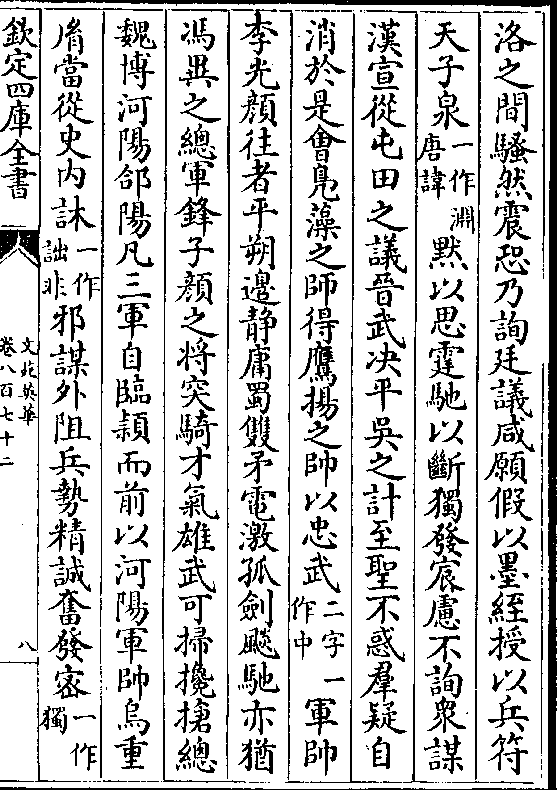 洛之間騷然震恐乃詢廷議咸願假以墨絰授以兵符
天子泉一作淵唐諱默以思霆馳以斷獨發宸慮不詢衆謀
漢宣從屯田之議晉武决平吳之計至聖不惑羣疑自
消於是㑹鳬藻之師得鷹揚之帥以忠武二字一作中軍帥
李光顔往者平朔邊静庸蜀雙矛電激孤劍飈馳亦猶
馮異之總軍鋒子顔之将突騎才氣雄武可掃攙搶總
魏博河陽郃陽凡三軍自臨潁而前以河陽軍帥烏重
胤當從史内訹一作詘非邪謀外阻兵勢精誠奮發密一作獨
欽定四庫全書
文苑英華
卷八百七十二
八